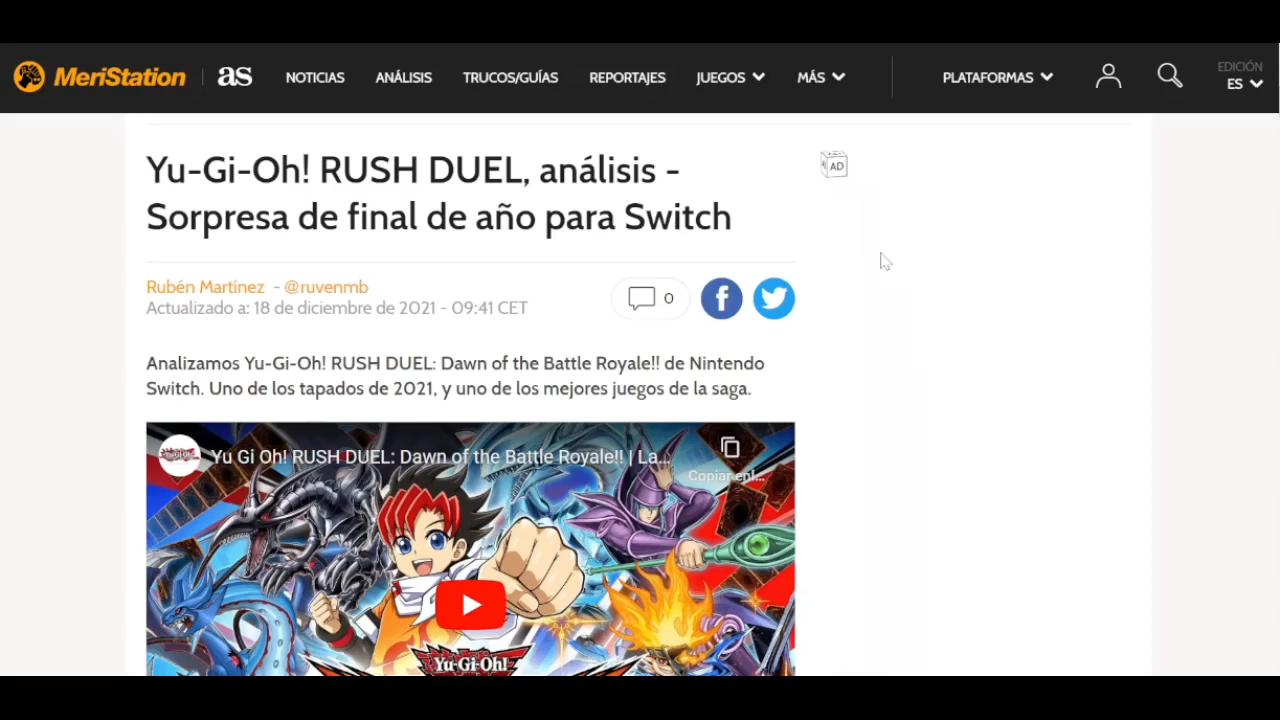 MeriStation
as
NOTICIAS
ANÁLISIS
TRUCOS/GUÍAS
REPORTAJES
JUEGOS
MÁS
PLATAFORMAS
EDICIÓN
ES
Yu-Gi-Oh! RUSH DUEL, análisis -
Sorpresa de final de año para Switch
AD
Rubén Martínez - @ruvenmb
Actualizado a: 18 de diciembre de 2021 - 09:41 CET
0
Analizamos Yu-Gi-Oh! RUSH DUEL: Dawn of the Battle Royale!! de Nintendo
Switch. Uno de los tapados de 2021, y uno de los mejores juegos de la saga.
Yu Gi Oh! RUSH DUEL: Dawn of the Battle Royale!! | La...
Copiar enl...
Yu-Gi-Oh!